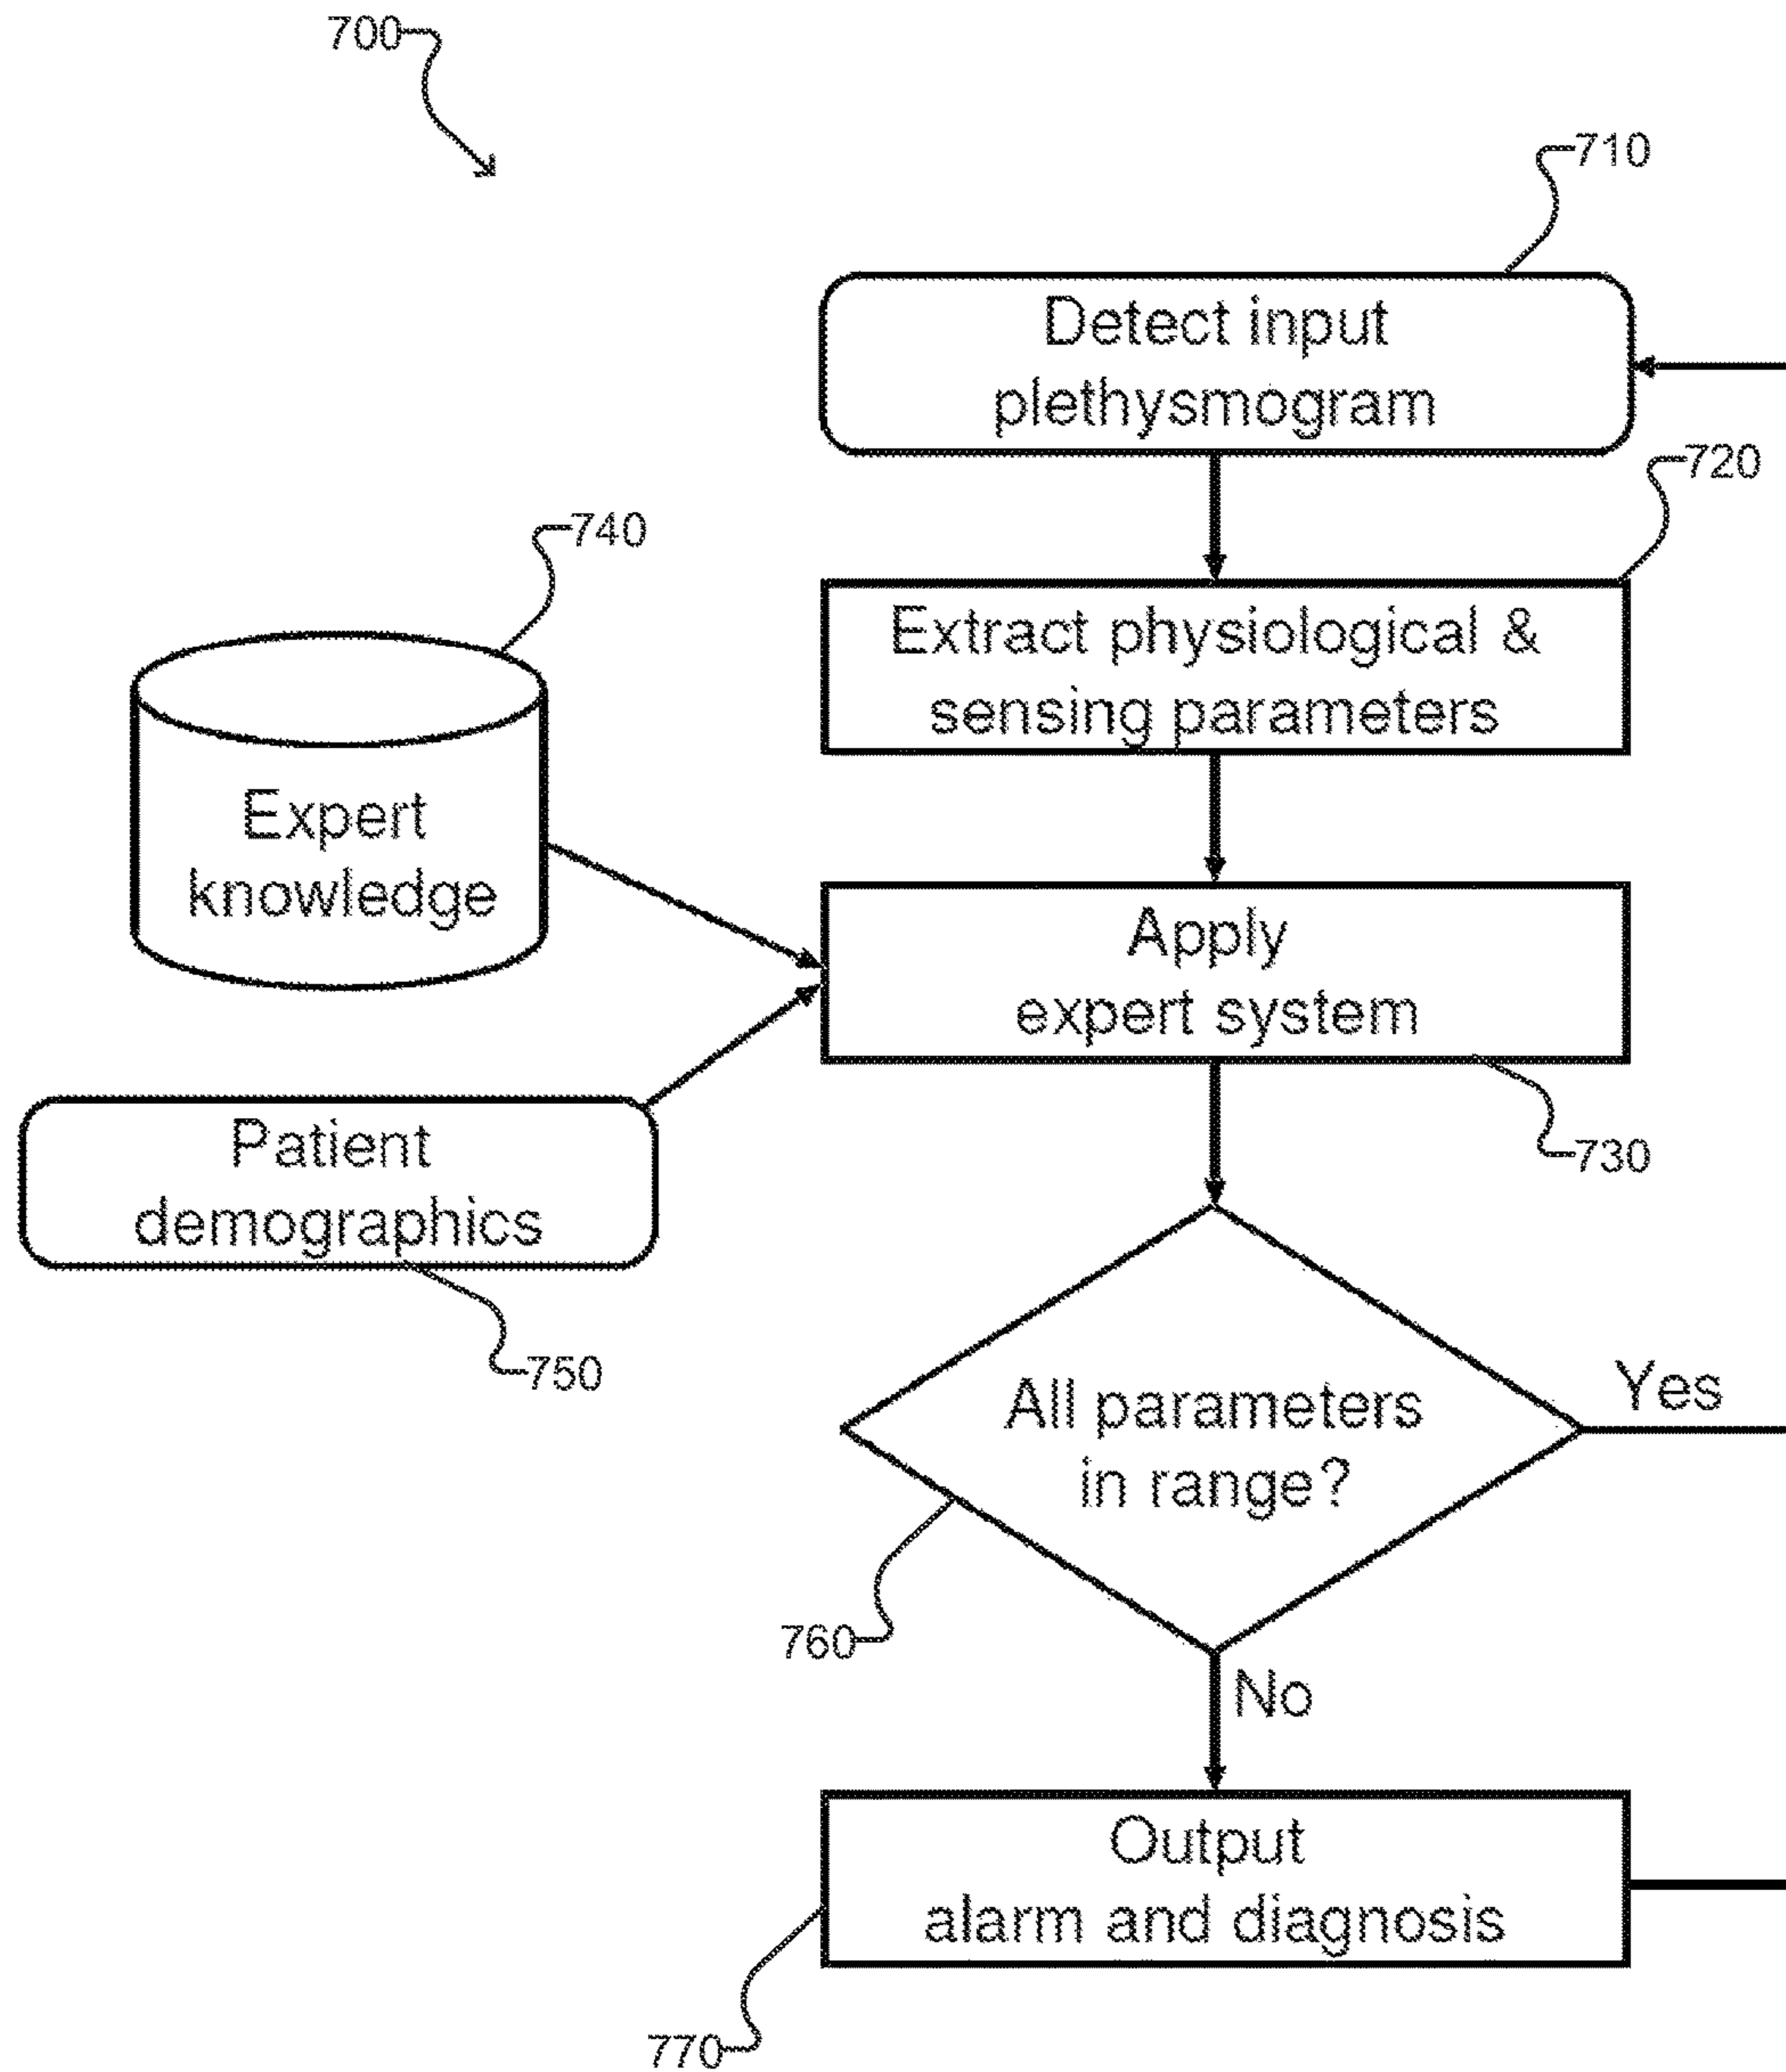 700
710
Detect input
plethysmogram
720
Extract physiological &
sensing parameters
740
Expert
knowledge
Apply
expert system
730
Patient
demographics
750
All parameters
in range?
Yes
760
No
Output
alarm and diagnosis
770